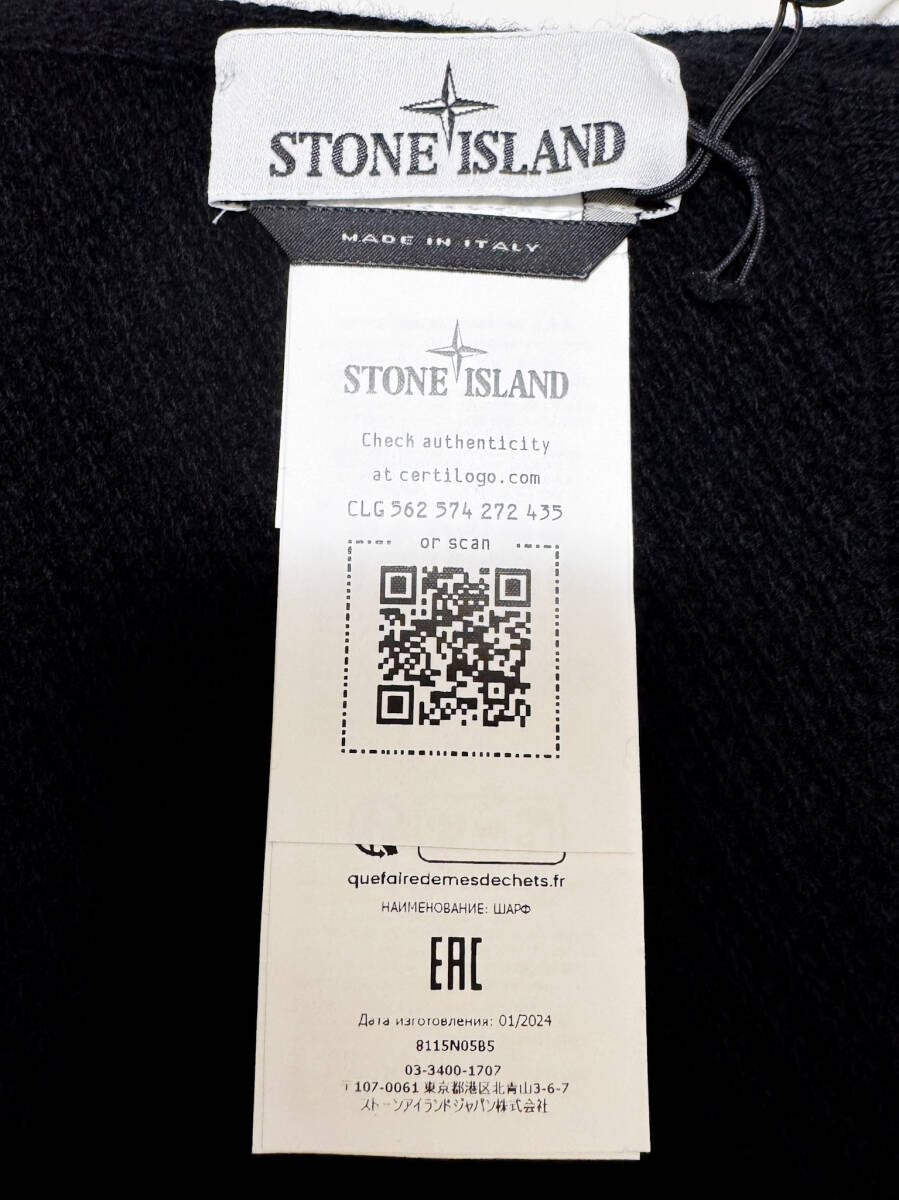 STONE ISLAND
MADE IN ITALY
STONE ISLAND
Check authenticity
at certilogo.com
CLG 562 574 272 435
or scan
quefairedemesdechets.fr
НАИМЕНОВАНИЕ: ШАРФ
EAC
Дата изготовления: 01/2024
8115N05B5
03-3400-1707
〒107-0061 東京都港区北青山3-6-7
ストーンアイランドジャパン株式会社